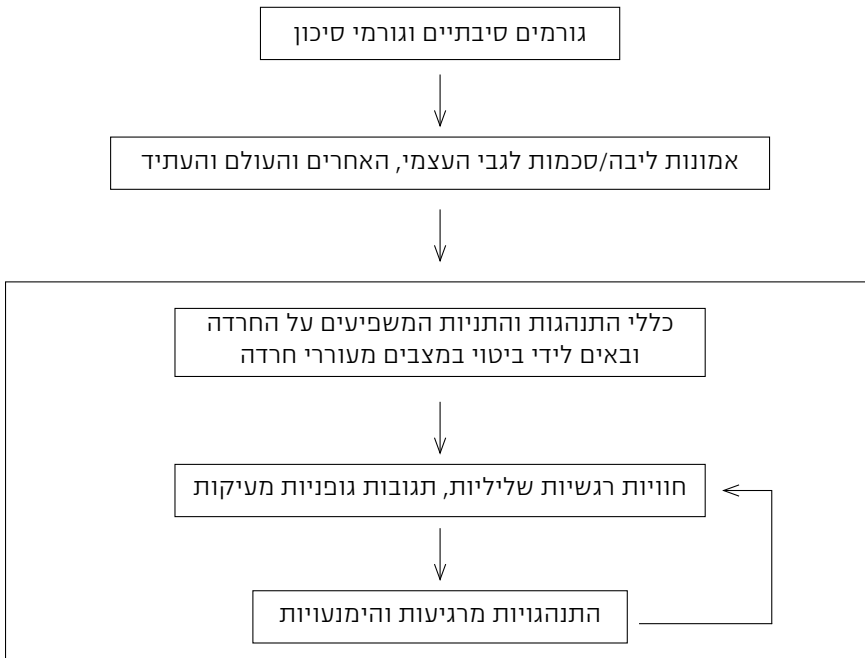 גורמים סיבתיים וגורמי סיכון
אמונות ליבה/סכמות לגבי העצמי, האחרים והעולם והעתיד
כללי התנהגות והתניות המשפיעים על החרדה
ובאים לידי ביטוי במצבים מעוררי חרדה
חוויות רגשיות שליליות, תגובות גופניות מעיקות
התנהגויות מרגיעות והימנעויות